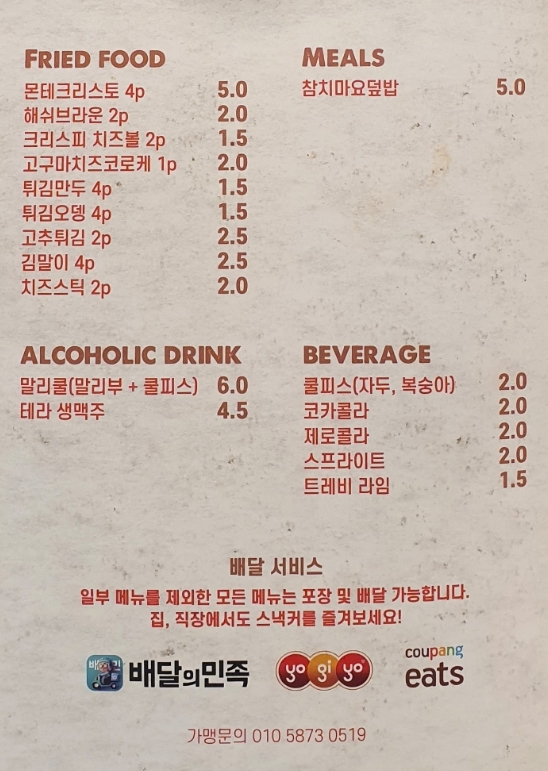 FRIED FOOD
몬테크리스토 4p 5.0
해쉬브라운 2p 2.0
크리스피 치즈볼 2p 1.5
고구마치즈코로케 1p 2.0
튀김만두 4p 1.5
튀김오뎅 4p 1.5
고추튀김 2p 2.5
김말이 4p 2.5
치즈스틱 2p 2.0
MEALS
참치마요덮밥 5.0
ALCOHOLIC DRINK
말리쿨(말리부 + 쿨피스) 6.0
테라 생맥주 4.5
BEVERAGE
쿨피스(자두, 복숭아) 2.0
코카콜라 2.0
제로콜라 2.0
스프라이트 2.0
트레비 라임 1.5
배달 서비스
일부 메뉴를 제외한 모든 메뉴는 포장 및 배달 가능합니다.
집, 직장에서도 스낵커를 즐겨보세요!
배달의민족
yo gi yo
coupang
eats
가맹문의 010 5873 0519